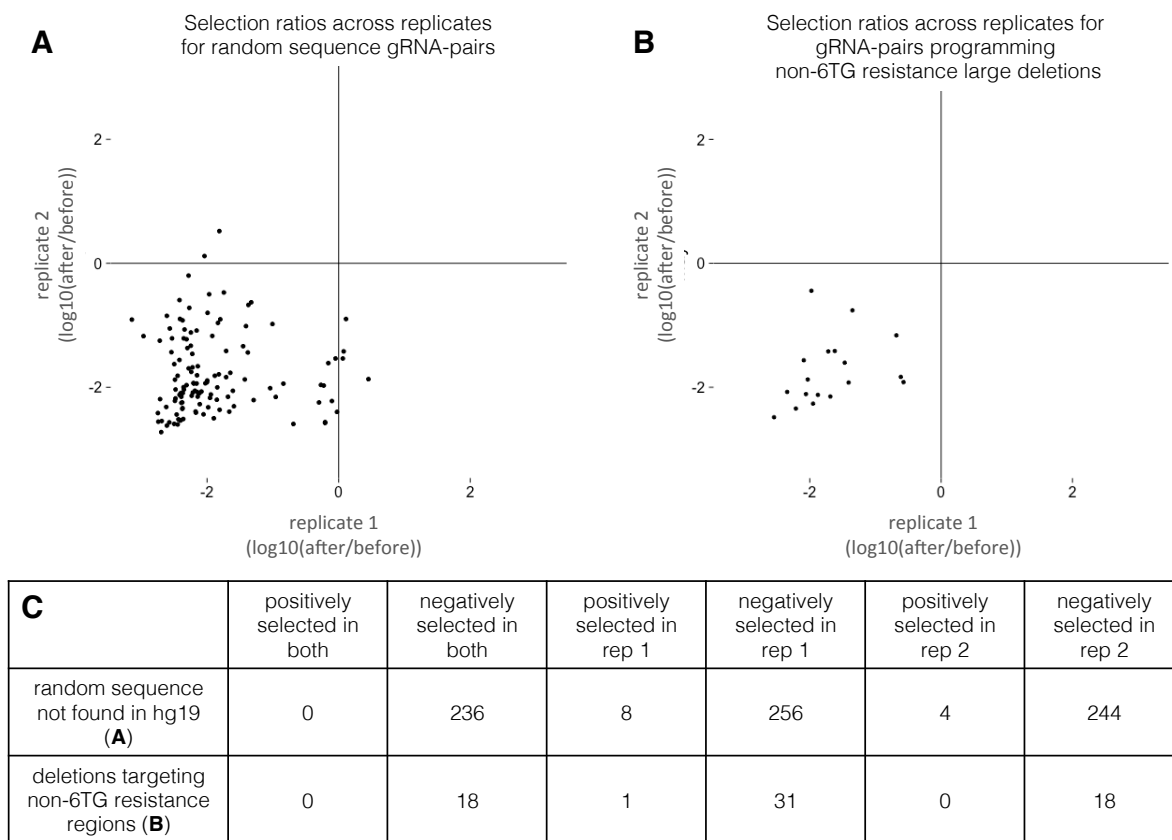 A
Selection ratios across replicates
for random sequence gRNA-pairs
2
0
-2
replicate 2
(log10(after/before))
-2
0
2
replicate 1
(log10(after/before))
B
Selection ratios across replicates for
gRNA-pairs programming
non-6TG resistance large deletions
2
0
-2
replicate 2
(log10(after/before))
-2
0
2
replicate 1
(log10(after/before))
C
positively
selected in
both
negatively
selected in
both
positively
selected in
rep 1
negatively
selected in
rep 1
positively
selected in
rep 2
negatively
selected in
rep 2
random sequence
not found in hg19
(A)
0
236
8
256
4
244
deletions targeting
non-6TG resistance
regions (B)
0
18
1
31
0
18